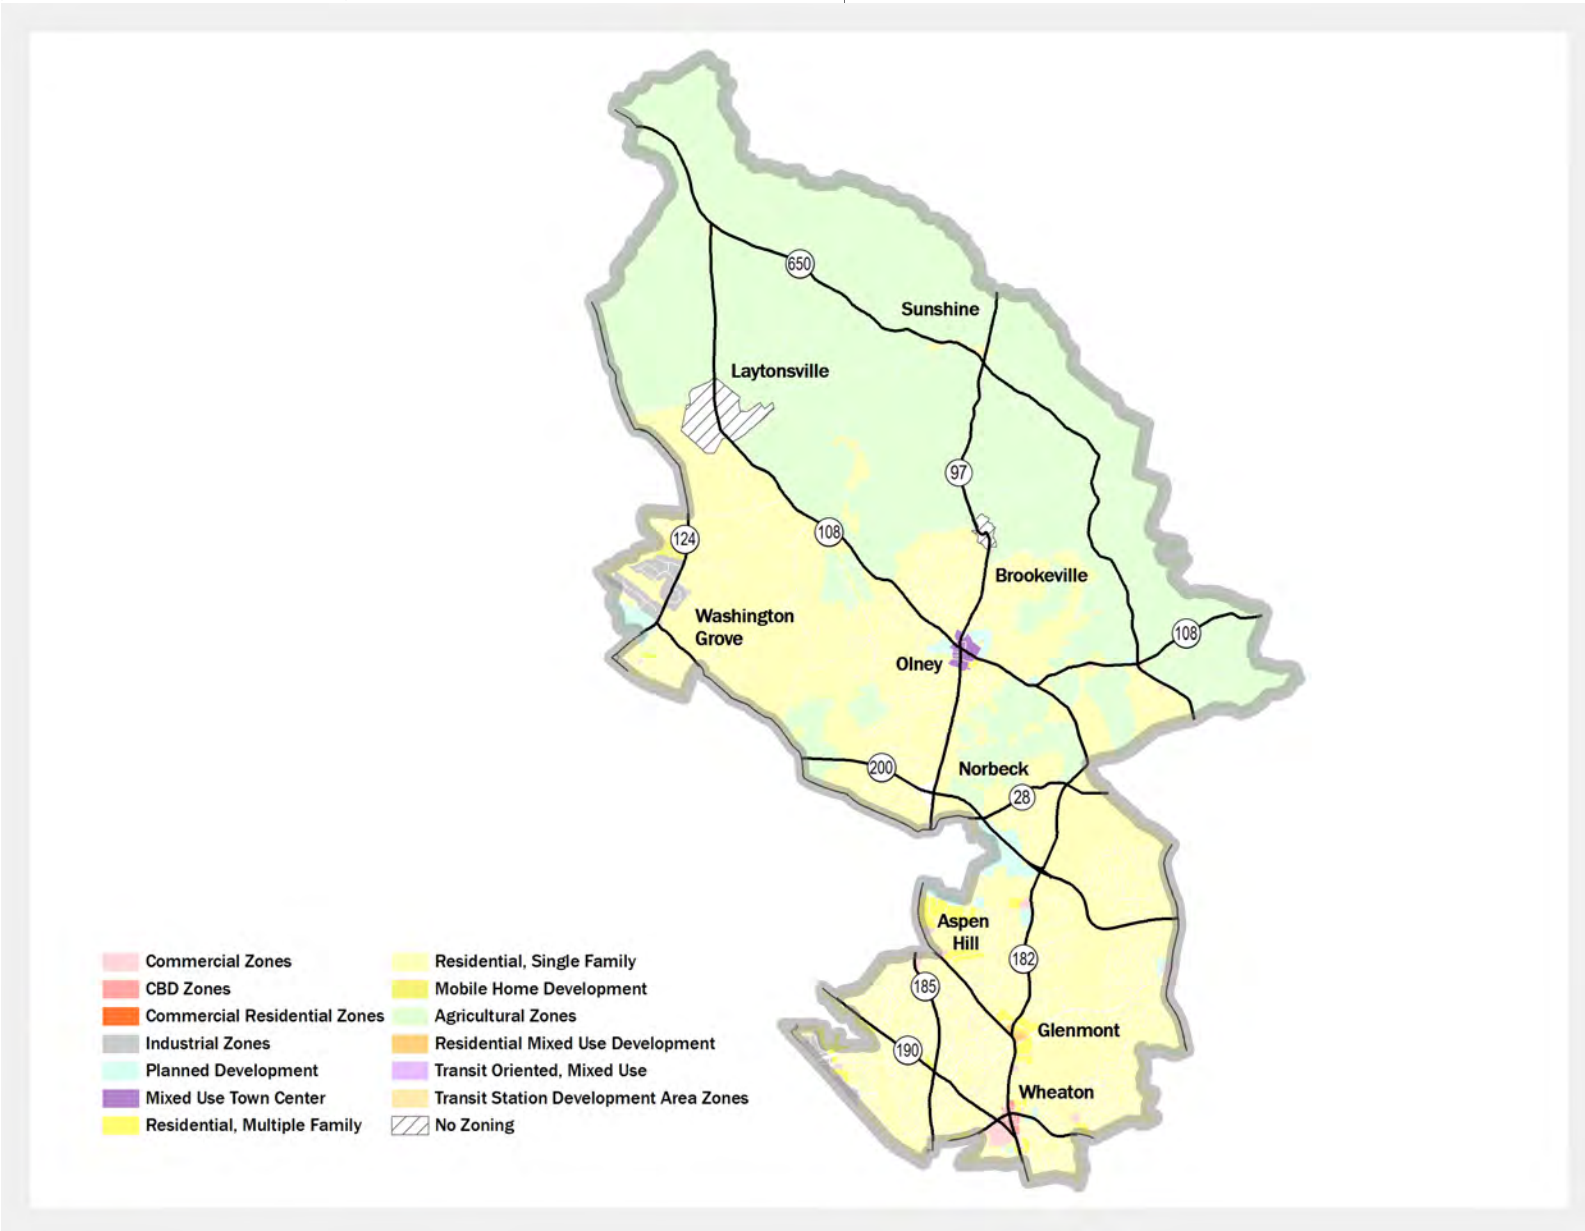 650
Sunshine
Laytonsville
97
108
124
Brookeville
Washington
Grove
108
Olney
200
Norbeck
28
Aspen
Hill
182
185
Glenmont
190
Wheaton
Commercial Zones
CBD Zones
Commercial Residential Zones
Industrial Zones
Planned Development
Mixed Use Town Center
Residential, Multiple Family
Residential, Single Family
Mobile Home Development
Agricultural Zones
Residential Mixed Use Development
Transit Oriented, Mixed Use
Transit Station Development Area Zones
No Zoning